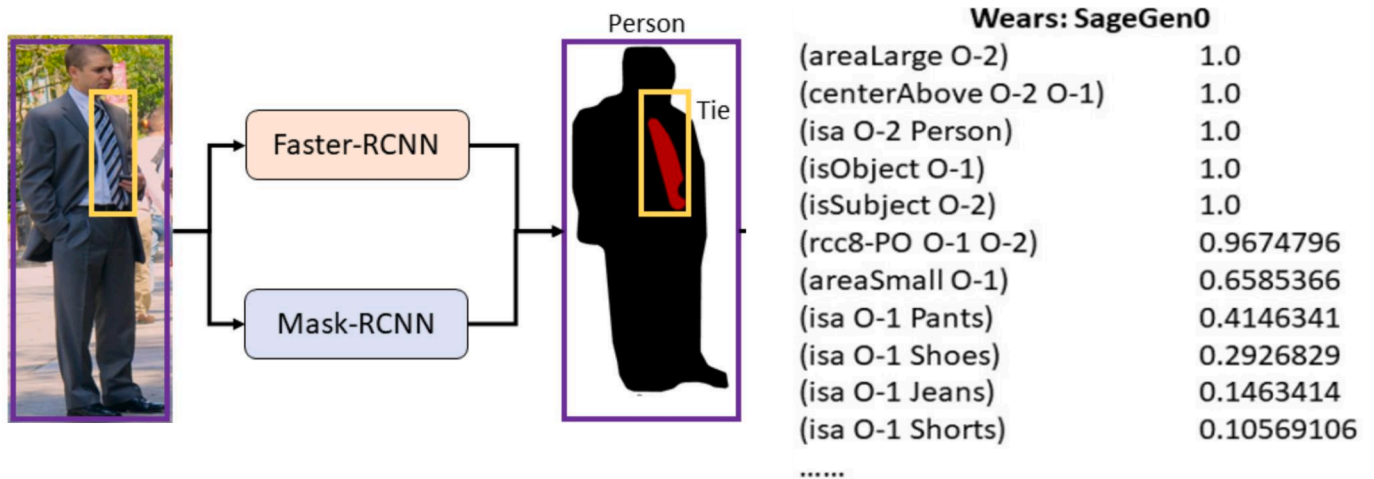 Person
Tie
Faster-RCNN
Mask-RCNN
Wears: SageGen0
(areaLarge O-2) 1.0
(centerAbove O-2 O-1) 1.0
(isa O-2 Person) 1.0
(isObject O-1) 1.0
(isSubject O-2) 1.0
(rcc8-PO O-1 O-2) 0.9674796
(areaSmall O-1) 0.6585366
(isa O-1 Pants) 0.4146341
(isa O-1 Shoes) 0.2926829
(isa O-1 Jeans) 0.1463414
(isa O-1 Shorts) 0.10569106
......